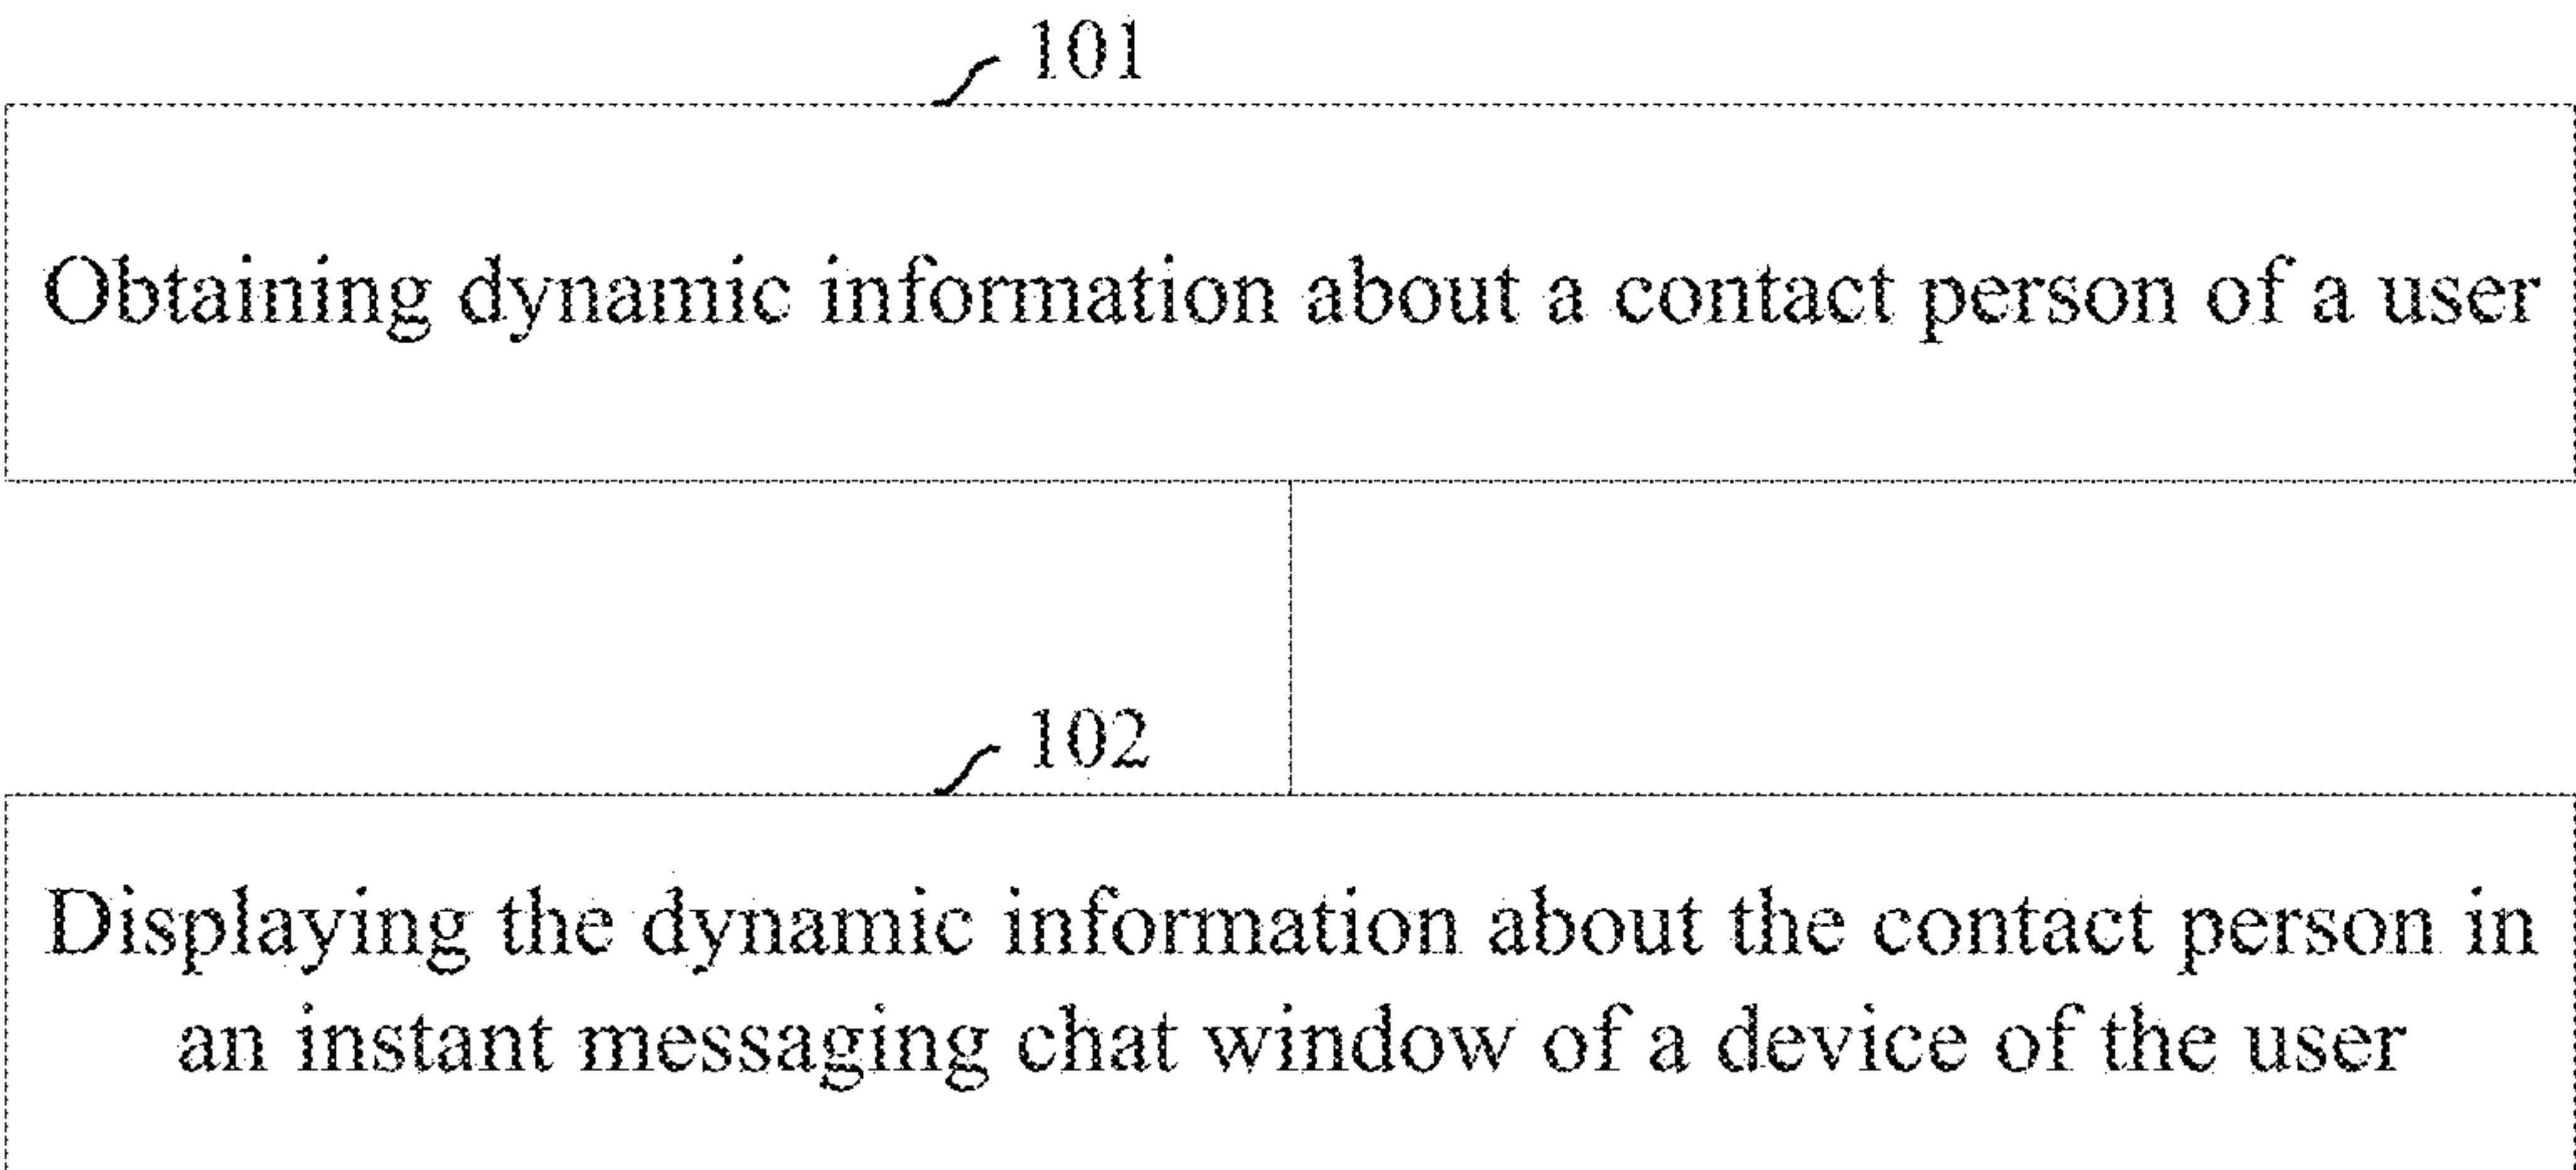 101
Obtaining dynamic information about a contact person of a user
102
Displaying the dynamic information about the contact person in
an instant messaging chat window of a device of the user